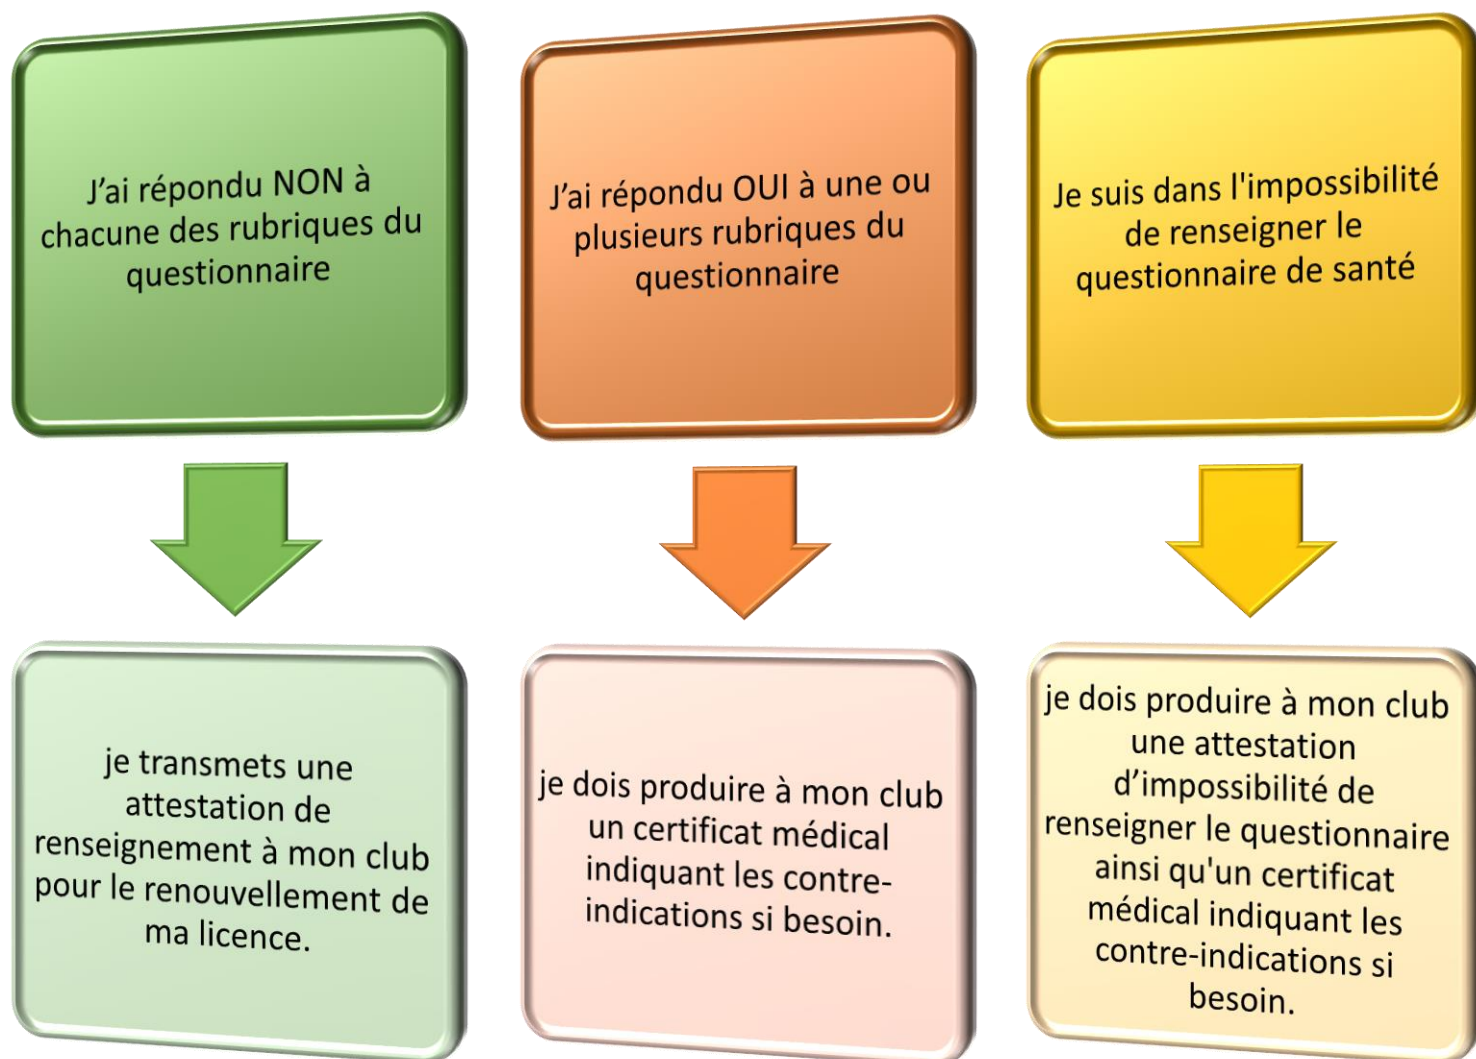 J'ai répondu NON à
chacune des rubriques du
questionnaire
J'ai répondu OUI à une ou
plusieurs rubriques du
questionnaire
Je suis dans l'impossibilité
de renseigner le
questionnaire de santé
je transmets une
attestation de
renseignement à mon club
pour le renouvellement de
ma licence.
je dois produire à mon club
un certificat médical
indiquant les contre-
indications si besoin.
je dois produire à mon club
une attestation
d'impossibilité de
renseigner le questionnaire
ainsi qu'un certificat
médical indiquant les
contre-indications si
besoin.